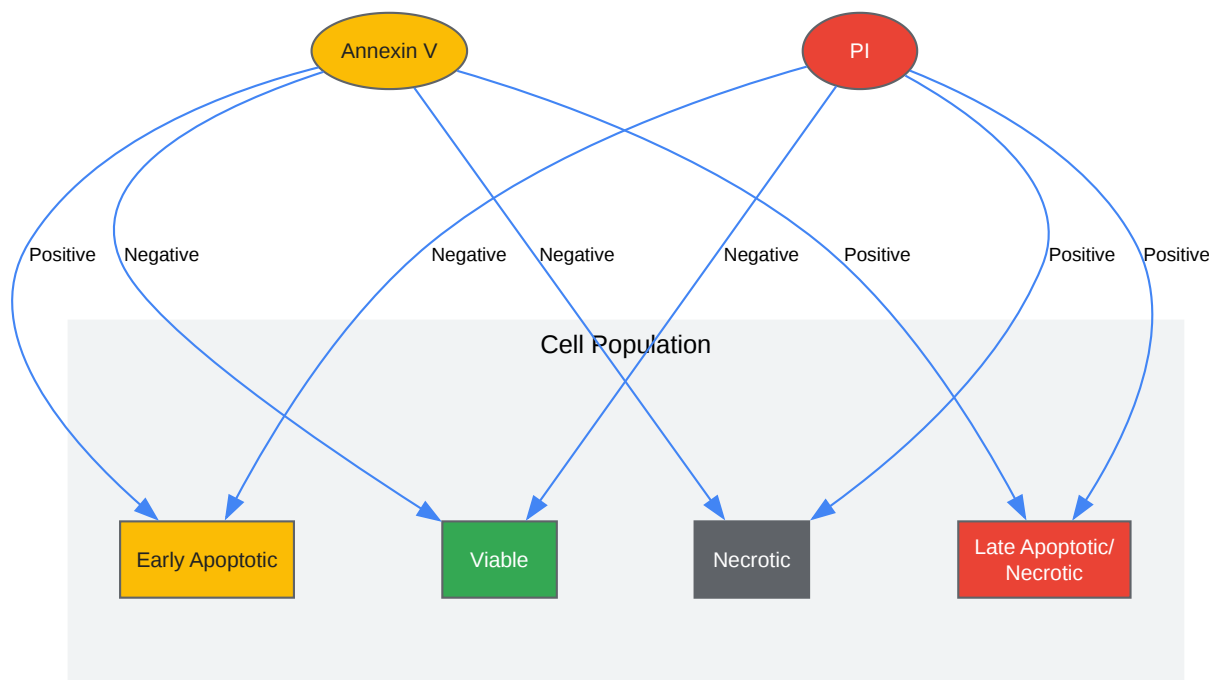 Annexin V
PI
Positive
Negative
Negative
Negative
Negative
Positive
Positive
Positive
Cell Population
Early Apoptotic
Viable
Necrotic
Late Apoptotic/
Necrotic